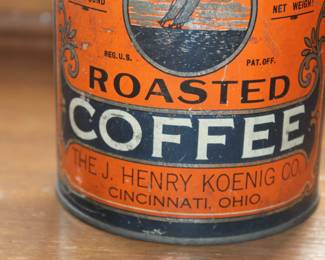 NET WEIGHT
REG.U.S. PAT.OFF.
ROASTED
COFFEE
THE J. HENRY KOENIG CO.
CINCINNATI, OHIO.